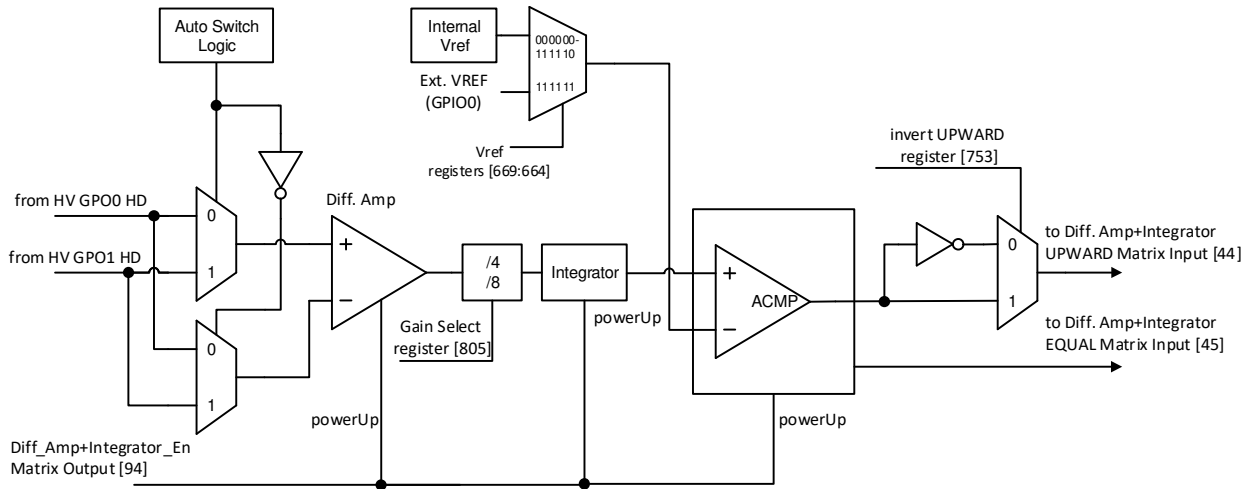 Auto Switch
Logic
Internal
Vref
000000-
111110
111111
Ext. VREF
(GPIO0)
Vref
registers [669:664]
invert UPWARD
register [753]
from HV GPO0 HD
from HV GPO1 HD
0
1
0
1
Diff. Amp
+
−
/4
/8
Gain Select
register [805]
Integrator
powerUp
+
−
ACMP
0
1
to Diff. Amp+Integrator
UPWARD Matrix Input [44]
to Diff. Amp+Integrator
EQUAL Matrix Input [45]
powerUp
powerUp
Diff_Amp+Integrator_En
Matrix Output [94]